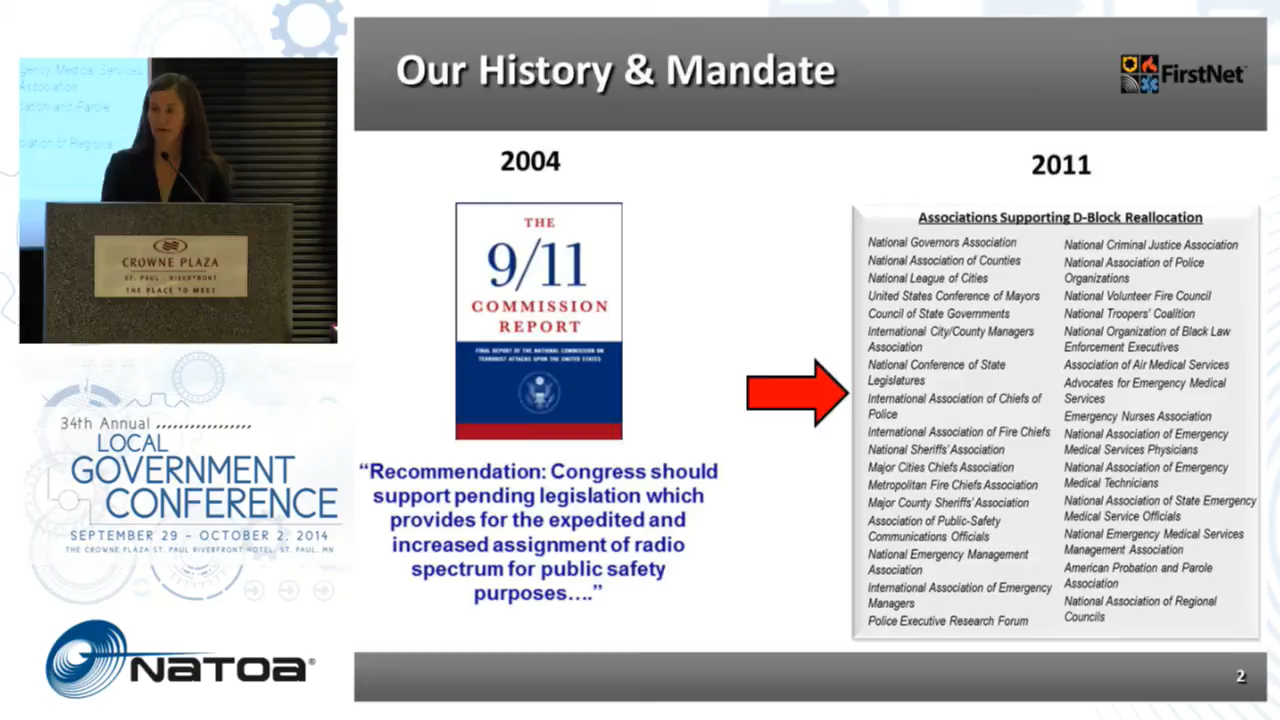 Our History & Mandate
FirstNet
gency Medical Services
Association
ation and Parole
ation of Regional
CROWNE PLAZA
ST. PAUL - RIVERFRONT
THE PLACE TO MEET
2004
THE
9/11
COMMISSION
REPORT
FINAL REPORT OF THE NATIONAL COMMISSION ON
TERRORIST ATTACKS UPON THE UNITED STATES
“Recommendation: Congress should
support pending legislation which
provides for the expedited and
increased assignment of radio
spectrum for public safety
purposes….”
2011
Associations Supporting D-Block Reallocation
National Governors Association
National Association of Counties
National League of Cities
United States Conference of Mayors
Council of State Governments
International City/County Managers
Association
National Conference of State
Legislatures
International Association of Chiefs of
Police
International Association of Fire Chiefs
National Sheriffs’ Association
Major Cities Chiefs Association
Metropolitan Fire Chiefs Association
Major County Sheriffs’ Association
Association of Public-Safety
Communications Officials
National Emergency Management
Association
International Association of Emergency
Managers
Police Executive Research Forum
National Criminal Justice Association
National Association of Police
Organizations
National Volunteer Fire Council
National Troopers’ Coalition
National Organization of Black Law
Enforcement Executives
Association of Air Medical Services
Advocates for Emergency Medical
Services
Emergency Nurses Association
National Association of Emergency
Medical Services Physicians
National Association of Emergency
Medical Technicians
National Association of State Emergency
Medical Service Officials
National Emergency Medical Services
Management Association
American Probation and Parole
Association
National Association of Regional
Councils
34th Annual
LOCAL
GOVERNMENT
CONFERENCE
SEPTEMBER 29 - OCTOBER 2, 2014
THE CROWNE PLAZA ST. PAUL RIVERFRONT HOTEL, ST. PAUL, MN
NATOA®
2